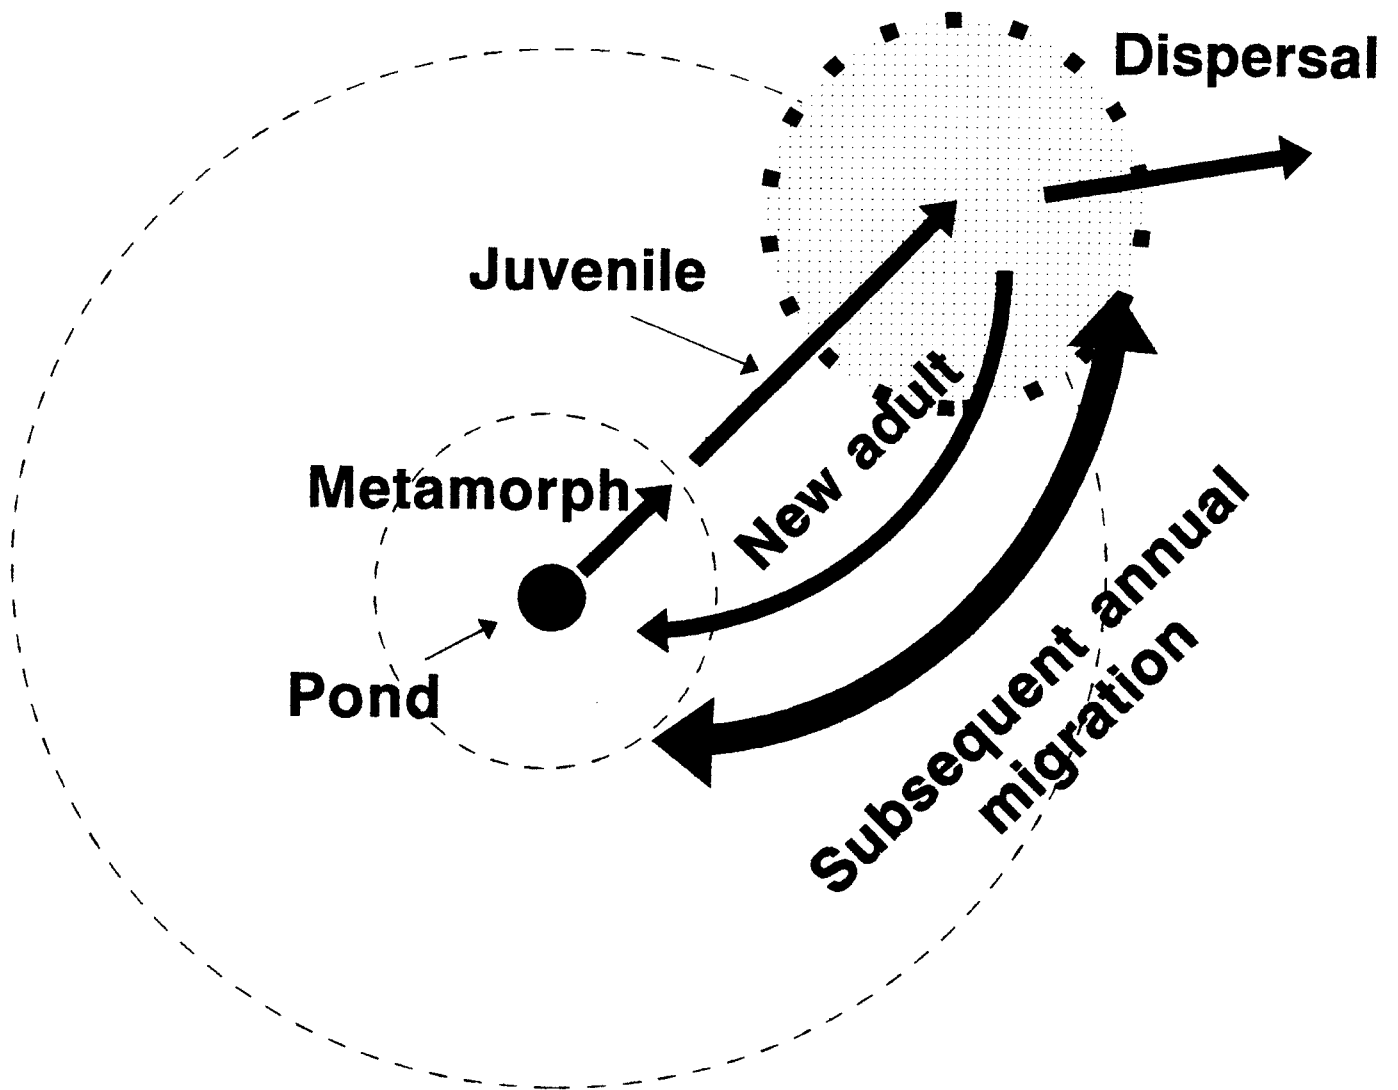 Dispersal
Juvenile
Metamorph
New adult
Pond
Subsequent annual
migration